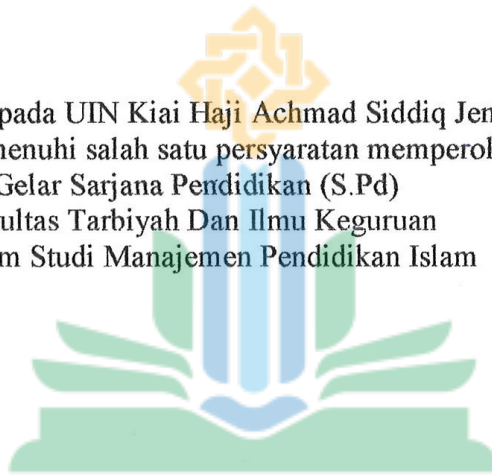 pada UIN Kiai Haji Achmad Siddiq Jem
menuhi salah satu persyaratan memperol
Gelar Sarjana Pendidikan (S.Pd)
ultas Tarbiyah Dan Ilmu Keguruan
m Studi Manajemen Pendidikan Islam